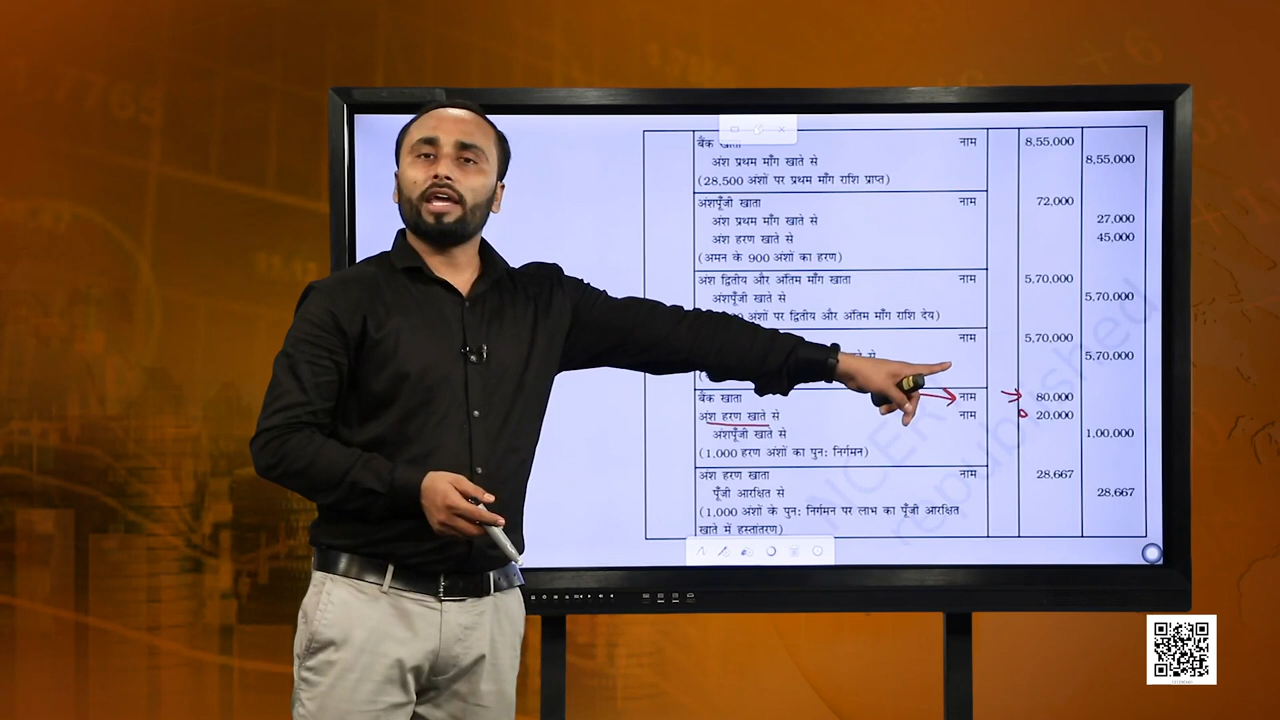 बैंक खाता नाम 8,55,000
अंश प्रथम माँग खाते से 8,55,000
(28,500 अंशों पर प्रथम माँग राशि प्राप्त)
अंशपूँजी खाता नाम 72,000
अंश प्रथम माँग खाते से 27,000
अंश हरण खाते से 45,000
(अमन के 900 अंशों का हरण)
अंश द्वितीय और अंतिम माँग खाता नाम 5,70,000
अंशपूँजी खाते से 5,70,000
अंशों पर द्वितीय और अंतिम माँग राशि देय)
नाम 5,70,000
से 5,70,000
बैंक खाता नाम 80,000
अंश हरण खाते से नाम 20,000
अंशपूँजी खाते से 1,00,000
(1,000 हरण अंशों का पुन: निर्गमन)
अंश हरण खाता नाम 28,667
पूँजी आरक्षित से 28,667
(1,000 अंशों के पुन: निर्गमन पर लाभ का पूँजी आरक्षित
खाते में हस्तांतरण)
republished